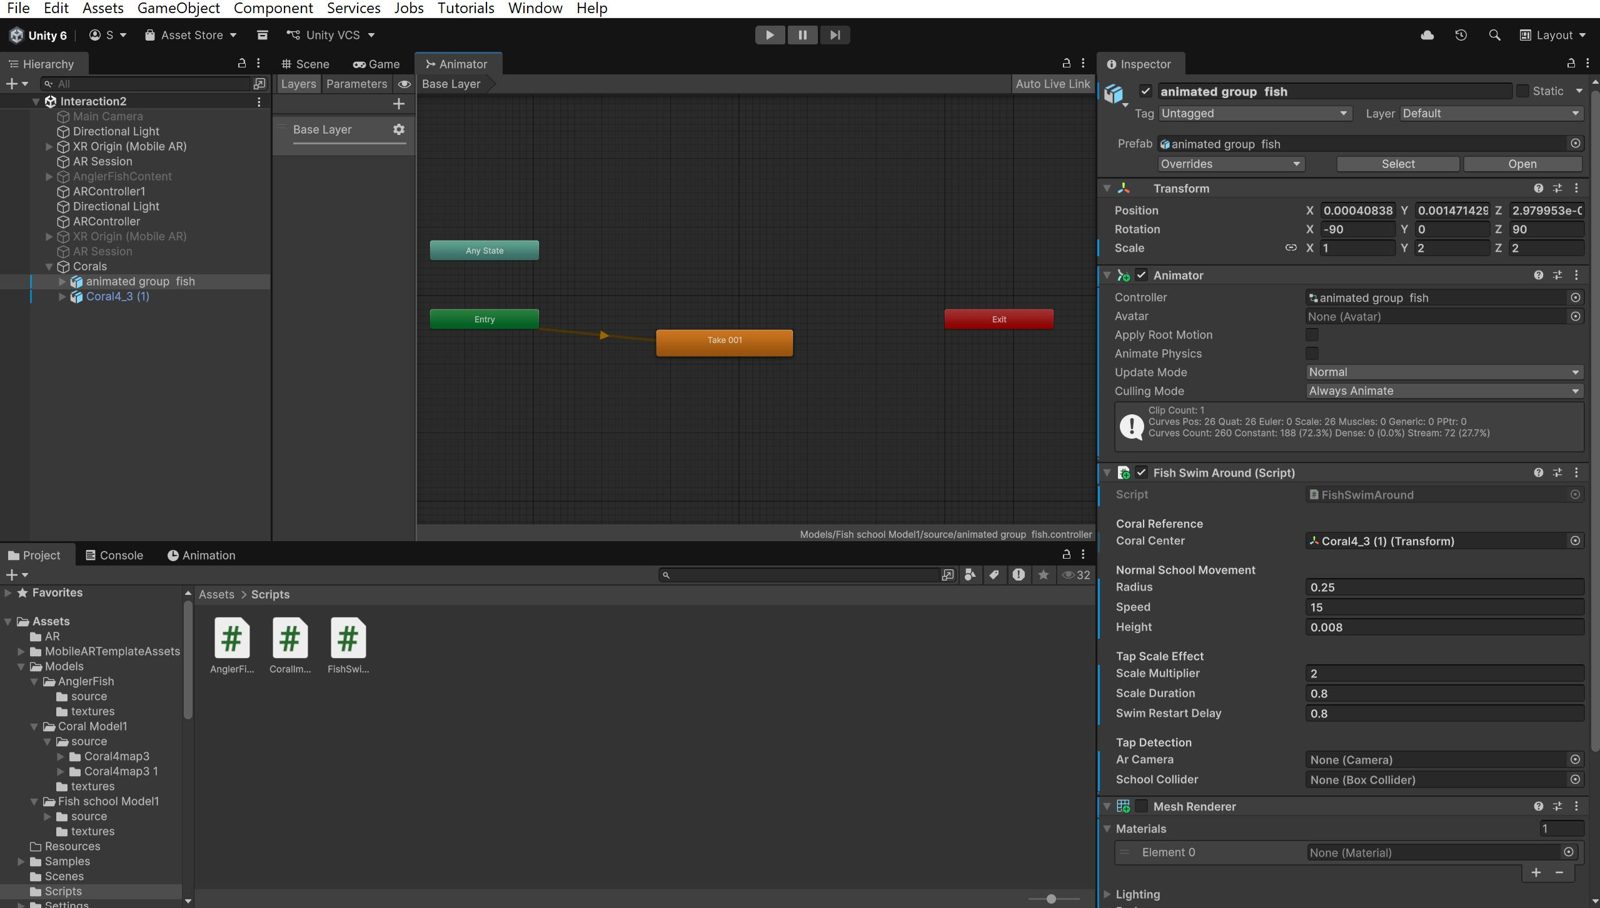 File Edit Assets GameObject Component Services Jobs Tutorials Window Help
Unity 6 S Asset Store Unity VCS Layout
Hierarchy
All
Interaction2
Main Camera
Directional Light
XR Origin (Mobile AR)
AR Session
AnglerFishContent
ARController1
Directional Light
ARController
XR Origin (Mobile AR)
AR Session
Corals
animated group fish
Coral4_3 (1)
Scene Game Animator
Layers Parameters Base Layer Auto Live Link
Base Layer
Any State
Entry
Take 001
Exit
Models/Fish school Model1/source/animated group fish.controller
Project Console Animation
32
Favorites
Assets
AR
MobileARTemplateAssets
Models
AnglerFish
source
textures
Coral Model1
source
Coral4map3
Coral4map3 1
textures
Fish school Model1
source
textures
Resources
Samples
Scenes
Scripts
Settings
Assets > Scripts
AnglerFi... CoralIm... FishSwi...
Inspector
animated group fish Static
Tag Untagged Layer Default
Prefab animated group fish
Overrides Select Open
Transform
Position X 0.00040838 Y 0.001471429 Z 2.979953e-0
Rotation X -90 Y 0 Z 90
Scale X 1 Y 2 Z 2
Animator
Controller animated group fish
Avatar None (Avatar)
Apply Root Motion
Animate Physics
Update Mode Normal
Culling Mode Always Animate
Clip Count: 1
Curves Pos: 26 Quat: 26 Euler: 0 Scale: 26 Muscles: 0 Generic: 0 PPtr: 0
Curves Count: 260 Constant: 188 (72.3%) Dense: 0 (0.0%) Stream: 72 (27.7%)
Fish Swim Around (Script)
Script FishSwimAround
Coral Reference
Coral Center Coral4_3 (1) (Transform)
Normal School Movement
Radius 0.25
Speed 15
Height 0.008
Tap Scale Effect
Scale Multiplier 2
Scale Duration 0.8
Swim Restart Delay 0.8
Tap Detection
Ar Camera None (Camera)
School Collider None (Box Collider)
Mesh Renderer
Materials 1
Element 0 None (Material)
Lighting